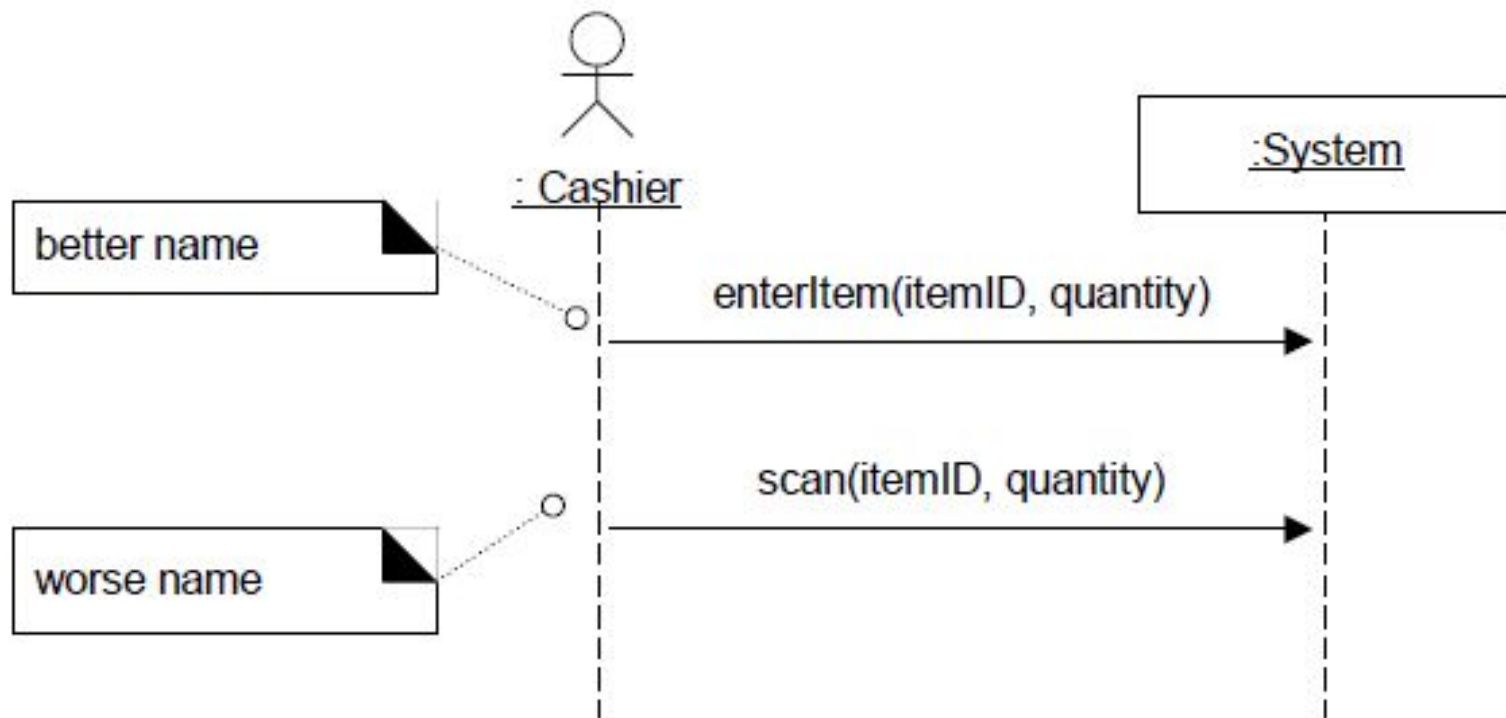 : Cashier
:System
better name
enterItem(itemID, quantity)
scan(itemID, quantity)
worse name